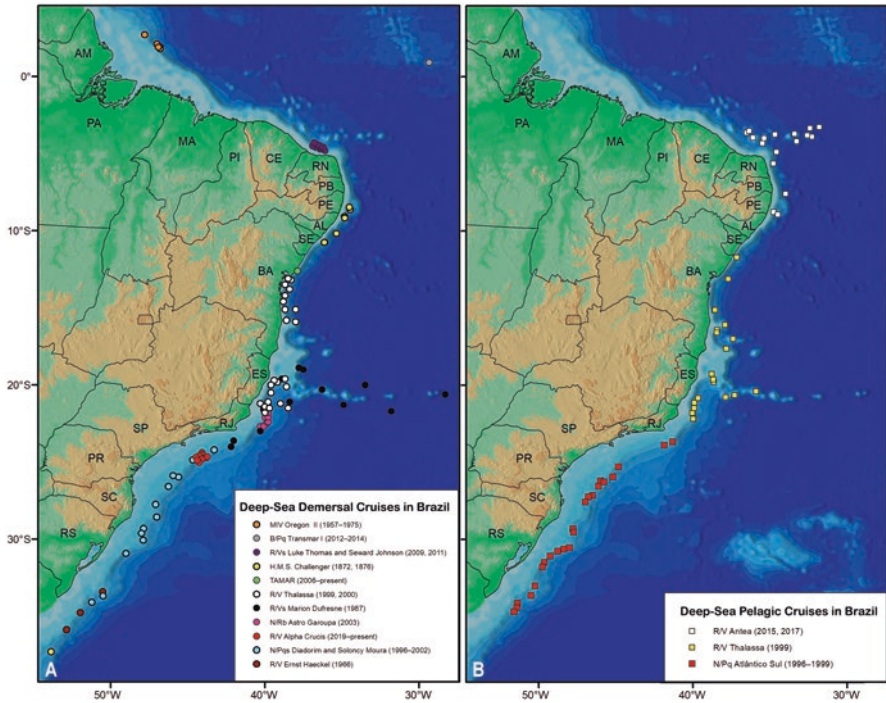 AM
0°
PA
MA
PI
CE
RN
PB
PE
AL
SE
10°S
BA
ES
20°S
RJ
SP
PR
SC
RS
30°S
Deep-Sea Demersal Cruises in Brazil
M/V Oregon II (1957–1975)
B/Pq Transmar I (2012–2014)
R/Vs Luke Thomas and Seward Johnson (2009, 2011)
H.M.S. Challenger (1872, 1876)
TAMAR (2006–present)
R/V Thalassa (1999, 2000)
R/Vs Marion Dufresne (1987)
N/Rb Astro Garoupa (2003)
R/V Alpha Crucis (2019–present)
N/Pqs Diadorim and Soloncy Moura (1996–2002)
R/V Ernst Haeckel (1966)
A
50°W
40°W
30°W
AM
PA
MA
PI
CE
RN
PB
PE
AL
SE
BA
ES
RJ
SP
PR
SC
RS
Deep-Sea Pelagic Cruises in Brazil
R/V Antea (2015, 2017)
R/V Thalassa (1999)
N/Pq Atlántico Sul (1996–1999)
B
50°W
40°W
30°W